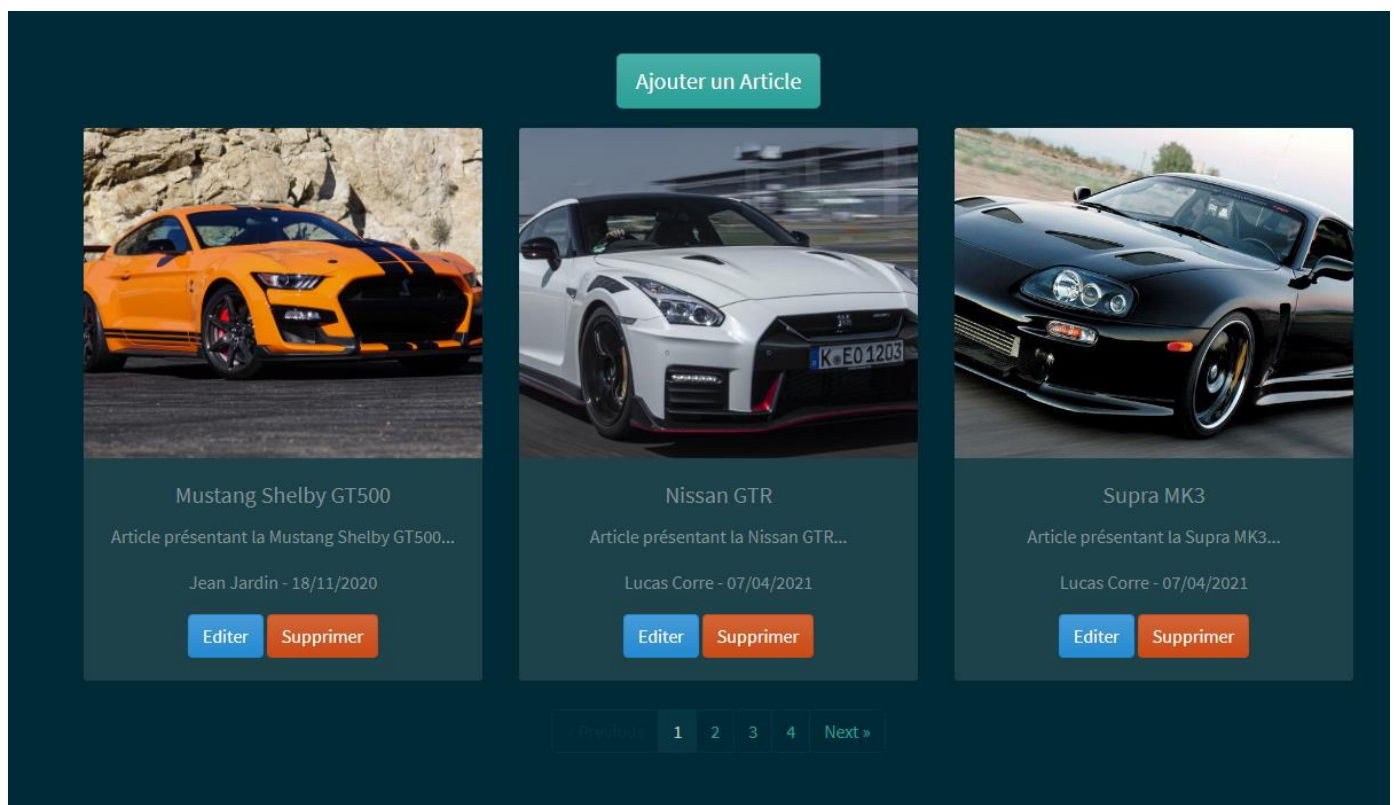 Ajouter un Article
K EO 1203
Mustang Shelby GT500
Article présentant la Mustang Shelby GT500...
Jean Jardin - 18/11/2020
Editer Supprimer
Nissan GTR
Article présentant la Nissan GTR...
Lucas Corre - 07/04/2021
Editer Supprimer
Supra MK3
Article présentant la Supra MK3...
Lucas Corre - 07/04/2021
Editer Supprimer
« Previous 1 2 3 4 Next »